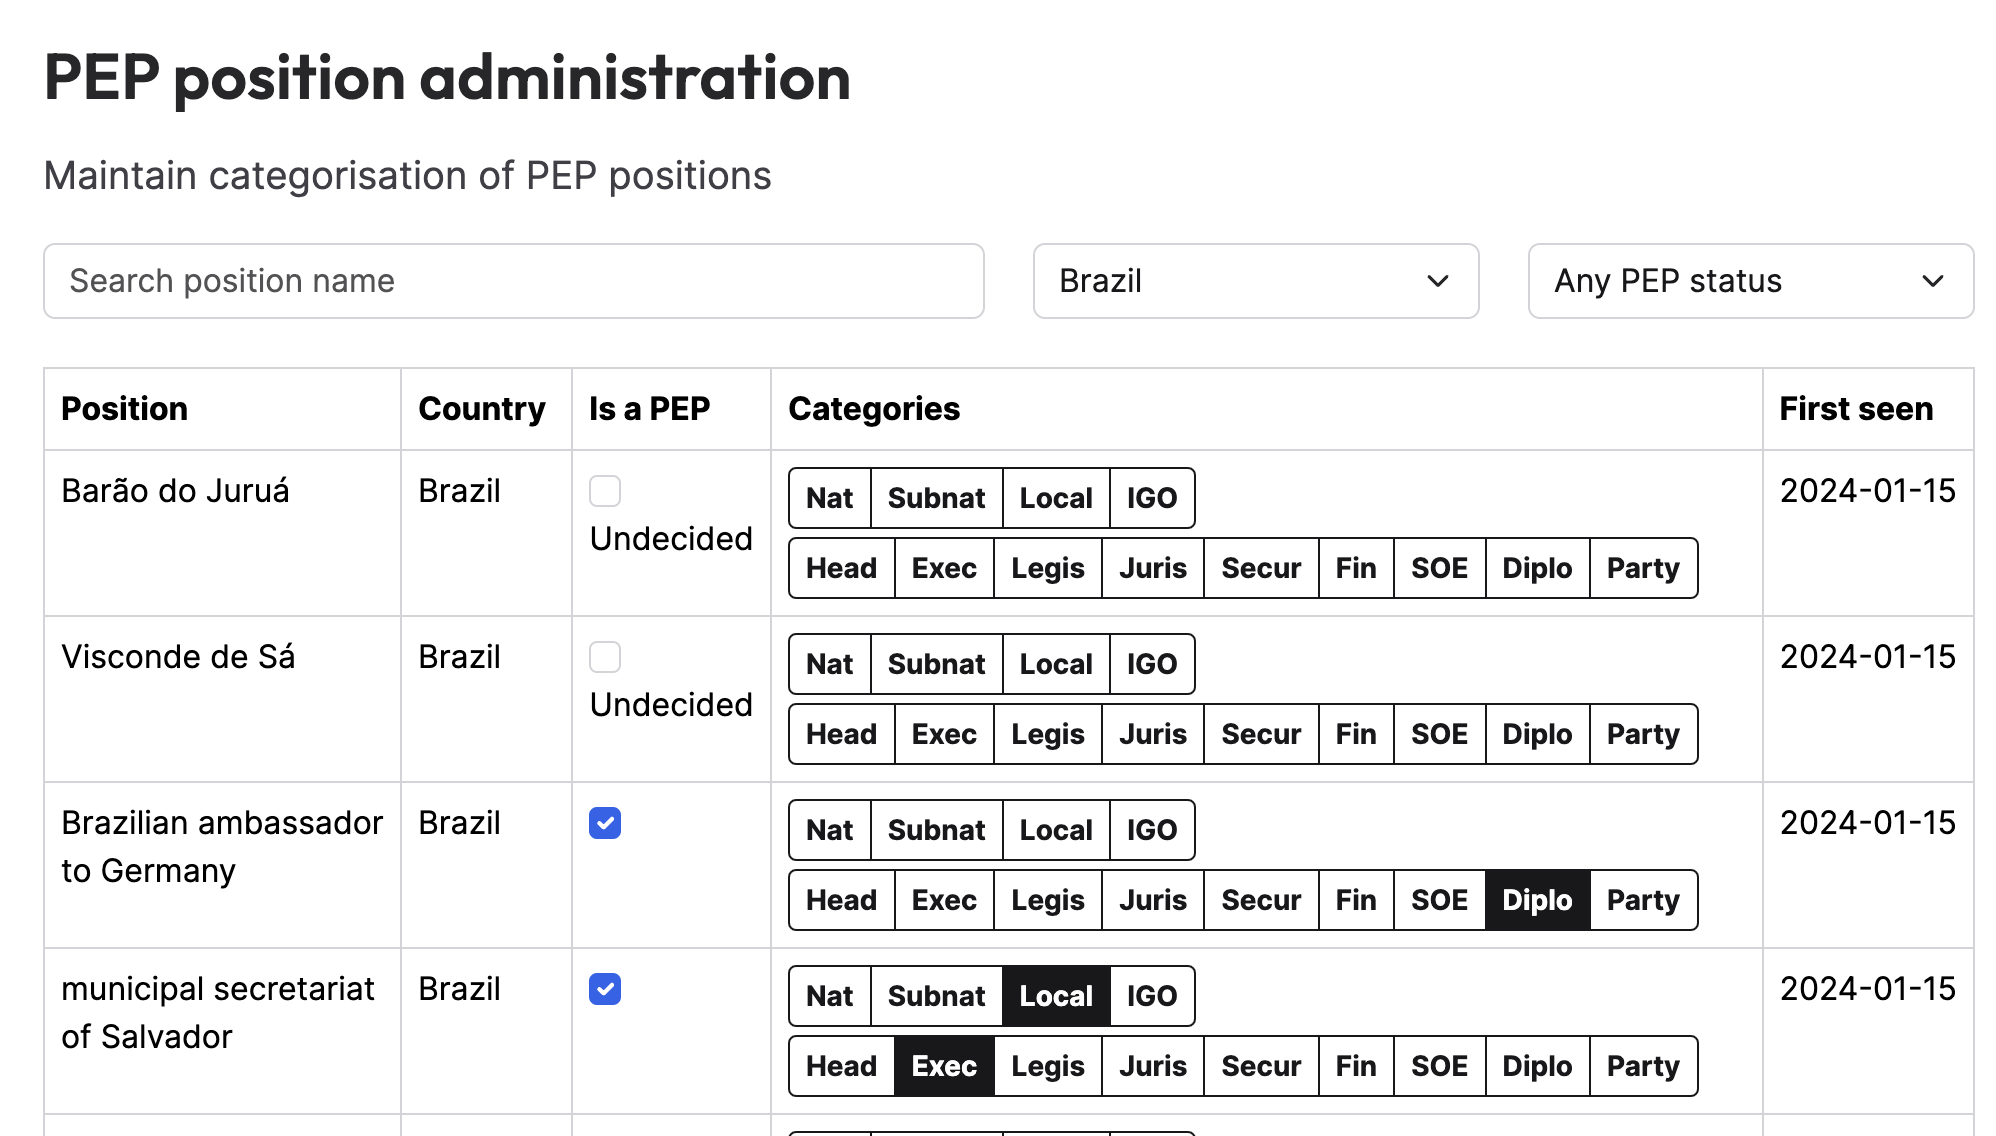 PEP position administration
Maintain categorisation of PEP positions
Search position name
Brazil
Any PEP status
Position Country Is a PEP Categories First seen
Barão do Juruá Brazil Undecided Nat Subnat Local IGO 2024-01-15
Head Exec Legis Juris Secur Fin SOE Diplo Party
Visconde de Sá Brazil Undecided Nat Subnat Local IGO 2024-01-15
Head Exec Legis Juris Secur Fin SOE Diplo Party
Brazilian ambassador
to Germany
Brazil
Nat Subnat Local IGO
Head Exec Legis Juris Secur Fin SOE Diplo Party
2024-01-15
municipal secretariat
of Salvador
Brazil
Nat Subnat Local IGO
Head Exec Legis Juris Secur Fin SOE Diplo Party
2024-01-15